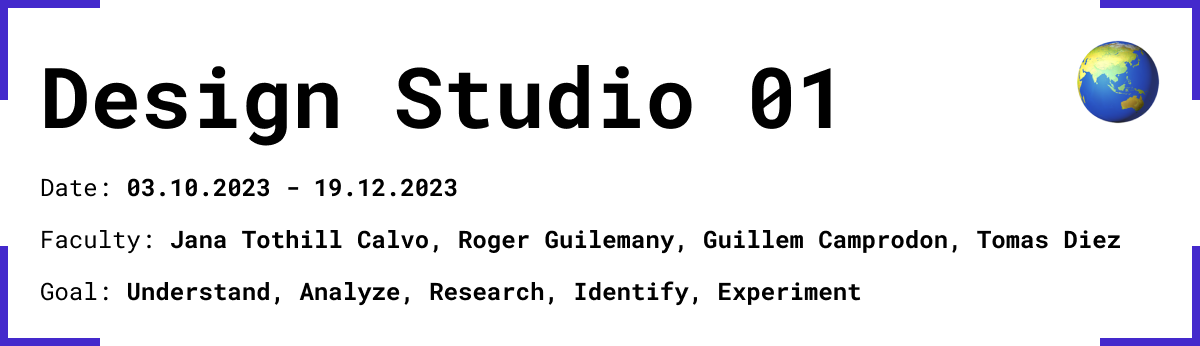 Design Studio 01
Date: 03.10.2023 - 19.12.2023
Faculty: Jana Tothill Calvo, Roger Guilemany, Guillem Camprodon, Tomas Diez
Goal: Understand, Analyze, Research, Identify, Experiment